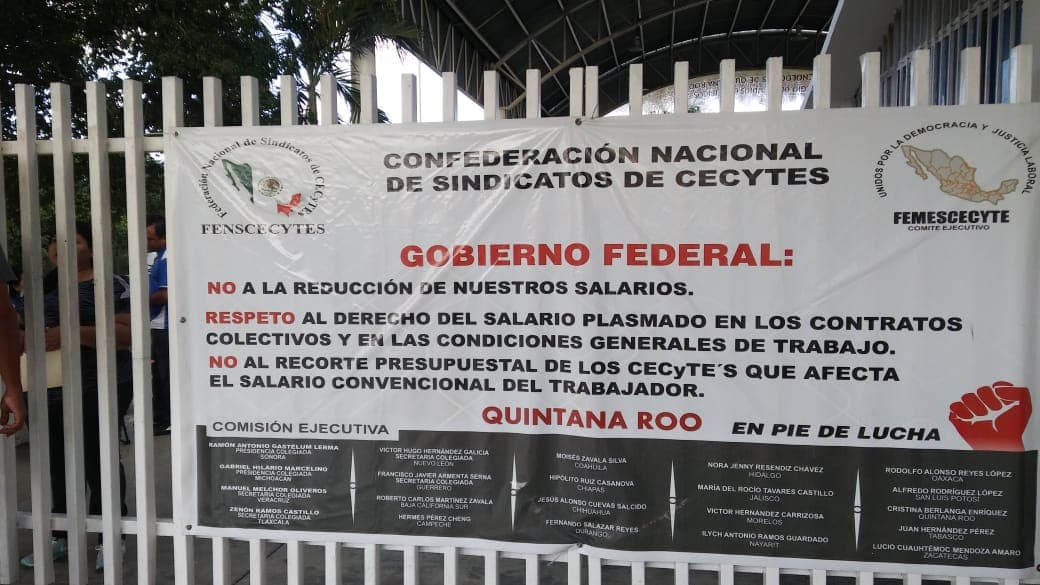 Federación Nacional de Sindicatos de CECyTEs
FENSCECYTES
CONFEDERACIÓN NACIONAL
DE SINDICATOS DE CECYTES
UNIDOS POR LA DEMOCRACIA Y JUSTICIA LABORAL
FEMESCECYTE
COMITE EJECUTIVO
GOBIERNO FEDERAL:
NO A LA REDUCCIÓN DE NUESTROS SALARIOS.
RESPETO AL DERECHO DEL SALARIO PLASMADO EN LOS CONTRATOS
COLECTIVOS Y EN LAS CONDICIONES GENERALES DE TRABAJO.
NO AL RECORTE PRESUPUESTAL DE LOS CECyTE´S QUE AFECTA
EL SALARIO CONVENCIONAL DEL TRABAJADOR.
QUINTANA ROO
EN PIE DE LUCHA
COMISIÓN EJECUTIVA
RAMÓN ANTONIO GASTÉLUM LERMA
PRESIDENCIA COLEGIADA
SONORA
GABRIEL HILARIO MARCELINO
PRESIDENCIA COLEGIADA
MICHOACAN
MANUEL MELCHOR OLIVEROS
SECRETARIA COLEGIADA
VERACRUZ
ZENÓN RAMOS CASTILLO
SECRETARIA COLEGIADA
TLAXCALA
VICTOR HUGO HERNÁNDEZ GALICIA
SECRETARIA COLEGIADA
NUEVO LEÓN
FRANCISCO JAVIER ARMENTA SERNA
GUERRERO
ROBERTO CARLOS MARTÍNEZ ZAVALA
BAJA CALIFORNIA SUR
HERMES PÉREZ CHENG
CAMPECHE
MOISÉS ZAVALA SILVA
COAHUILA
HIPÓLITO RUIZ CASANOVA
CHIAPAS
JESÚS ALONSO CUEVAS SALCIDO
CHIHUAHUA
FERNANDO SALAZAR REYES
DURANGO
NORA JENNY RESENDIZ CHÁVEZ
HIDALGO
MARÍA DEL ROCÍO TAVARES CASTILLO
JALISCO
VICTOR HERNÁNDEZ CARRIZOSA
MORELOS
ILYCH ANTONIO RAMOS GUARDADO
NAYARIT
RODOLFO ALONSO REYES LÓPEZ
OAXACA
ALFREDO RODRÍGUEZ LÓPEZ
SAN LUIS POTOSÍ
CRISTINA BERLANGA ENRÍQUEZ
QUINTANA ROO
JUAN HERNÁNDEZ PÉREZ
TABASCO
LUCIO CUAUHTÉMOC MENDOZA AMARO
ZACATECAS